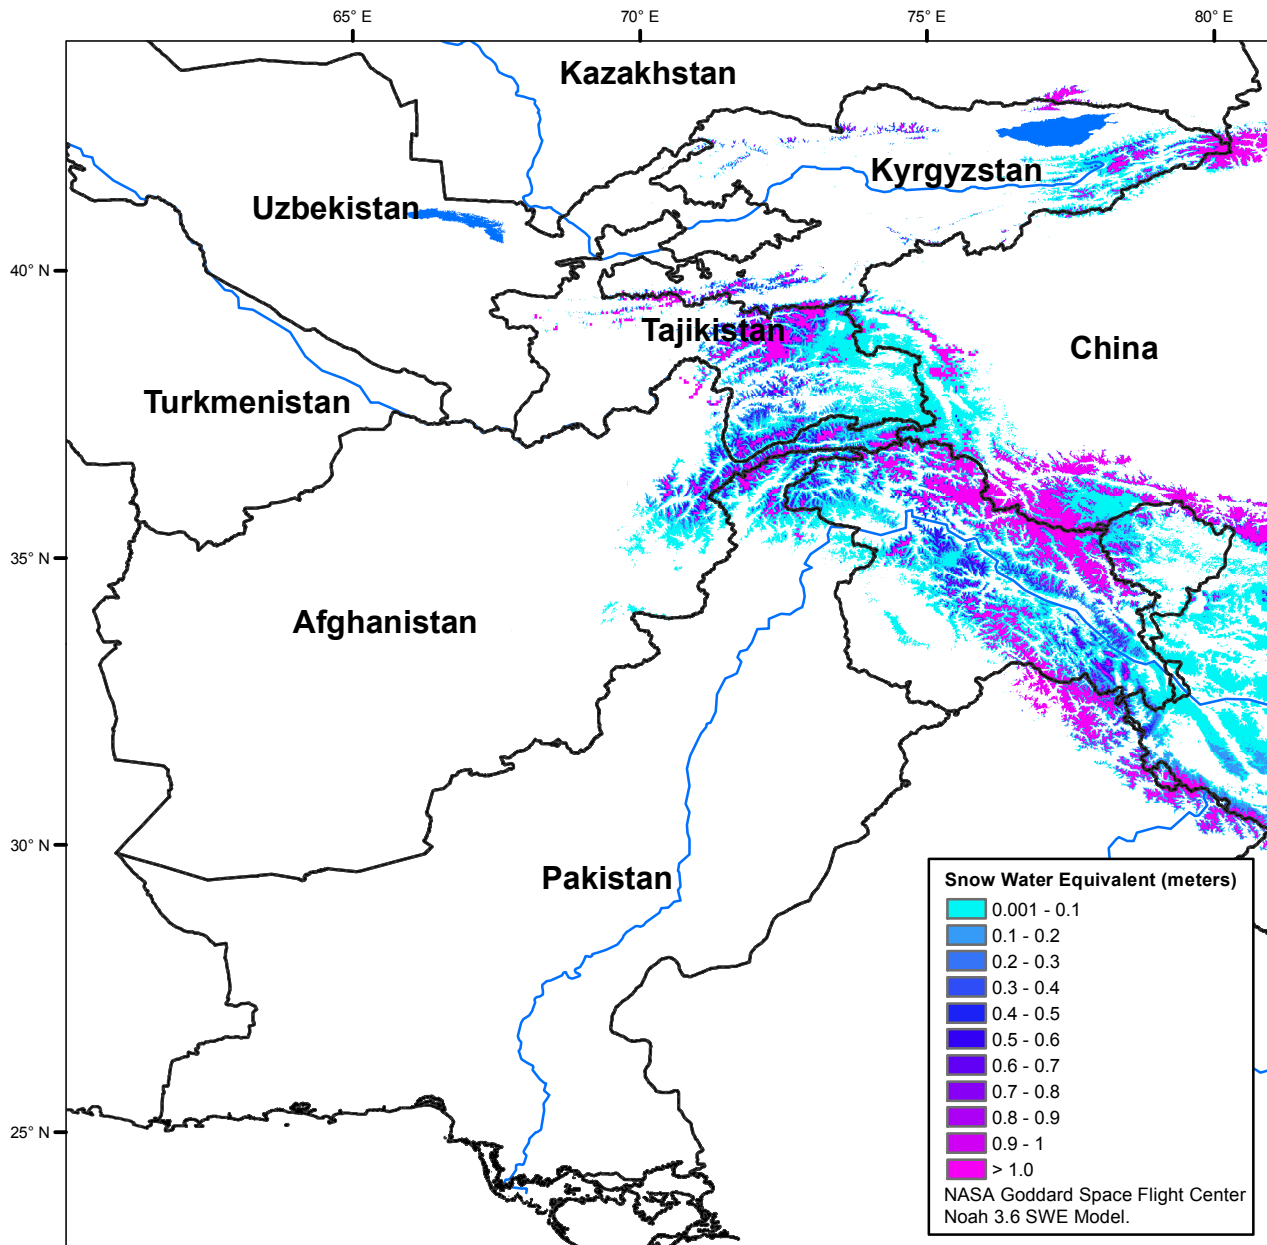 65° E
70° E
75° E
80° E
Kazakhstan
Kyrgyzstan
Uzbekistan
40° N
Tajikistan
China
Turkmenistan
35° N
Afghanistan
30° N
Pakistan
25° N
Snow Water Equivalent (meters)
0.001 - 0.1
0.1 - 0.2
0.2 - 0.3
0.3 - 0.4
0.4 - 0.5
0.5 - 0.6
0.6 - 0.7
0.7 - 0.8
0.8 - 0.9
0.9 - 1
> 1.0
NASA Goddard Space Flight Center
Noah 3.6 SWE Model.